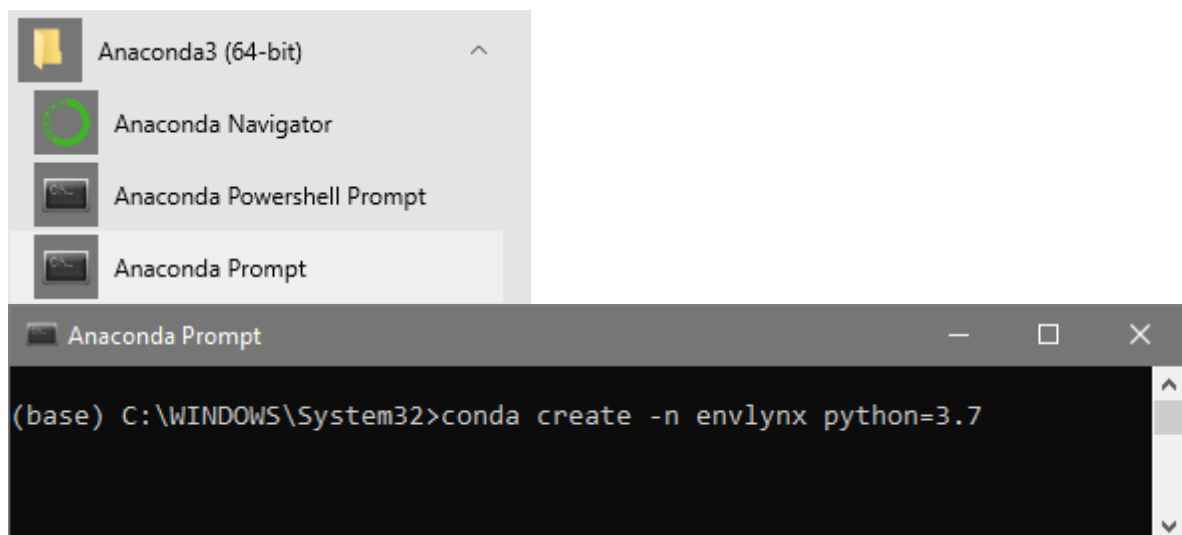 Anaconda3 (64-bit)
Anaconda Navigator
Anaconda Powershell Prompt
Anaconda Prompt
Anaconda Prompt
(base) C:\WINDOWS\System32>conda create -n envlynx python=3.7